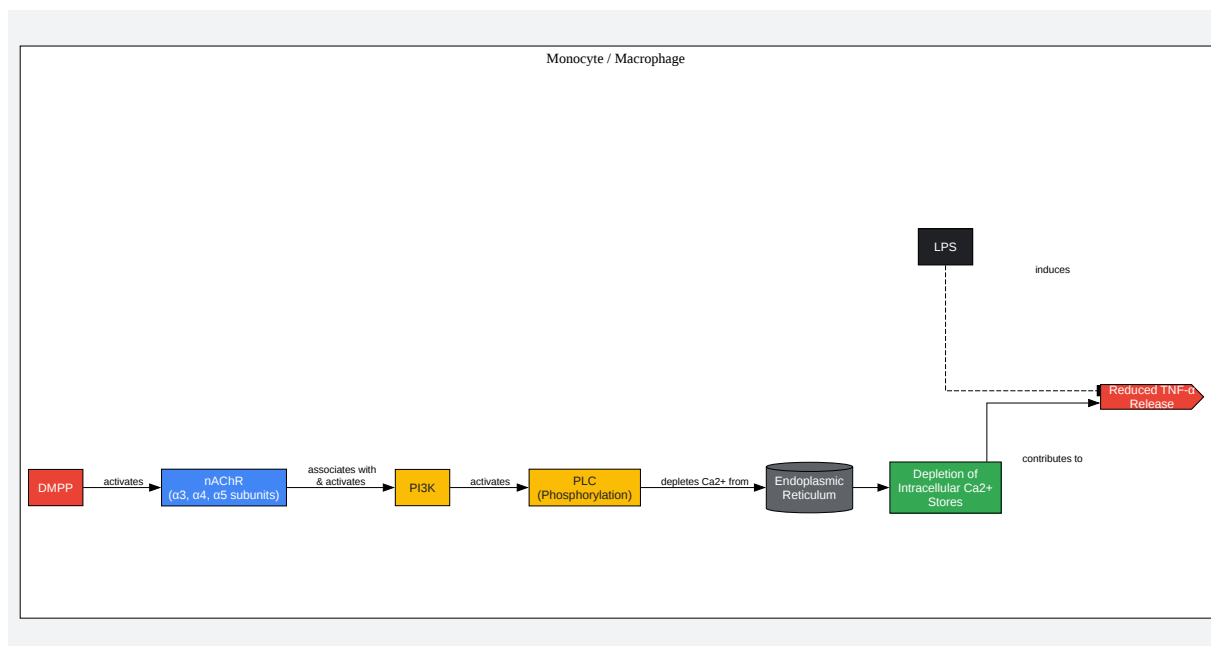 Monocyte / Macrophage
LPS
induces
Reduced TNF-α
Release
DMPP
activates
nAChR
(α3, α4, α5 subunits)
associates with
& activates
PI3K
activates
PLC
(Phosphorylation)
depletes Ca2+ from
Endoplasmic
Reticulum
Depletion of
Intracellular Ca2+
Stores
contributes to